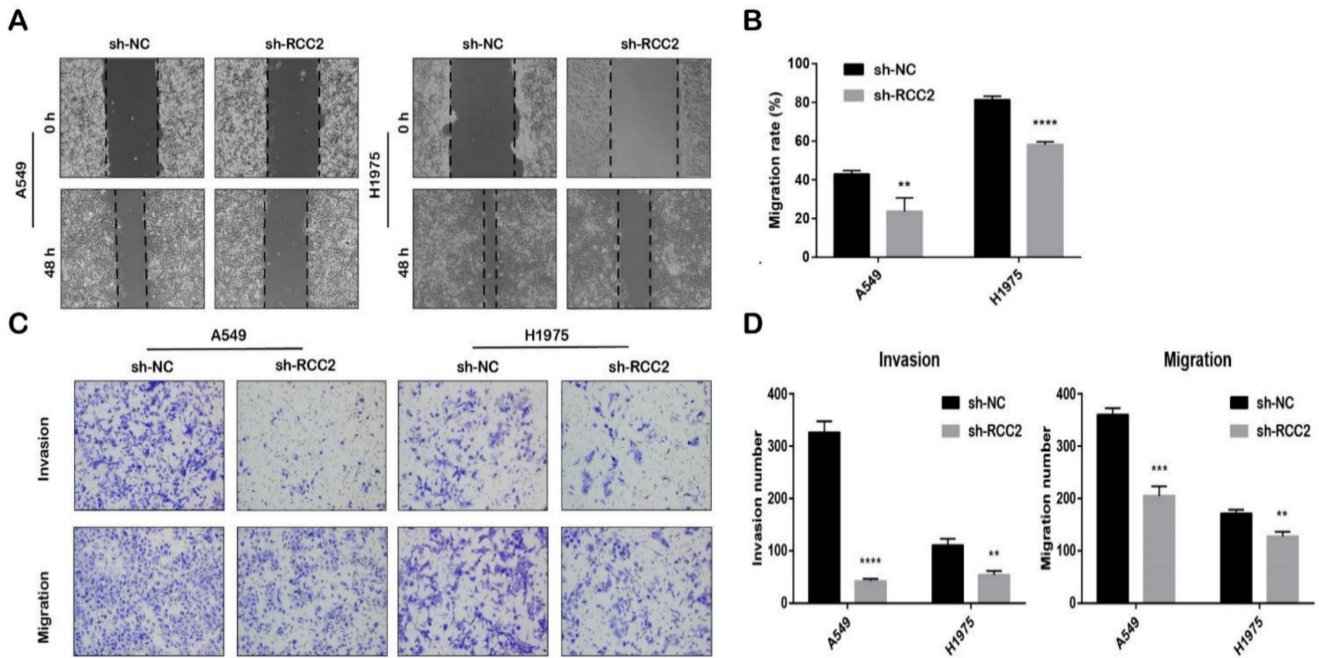 A
sh-NC sh-RCC2 sh-NC sh-RCC2
A549
0 h
48 h
H1975
0 h
48 h
B
Migration rate (%)
100
80
60
40
20
0
sh-NC
sh-RCC2
**
****
A549 H1975
C
A549 H1975
sh-NC sh-RCC2 sh-NC sh-RCC2
Invasion
Migration
D
Invasion
Invasion number
400
300
200
100
0
sh-NC
sh-RCC2
****
**
A549 H1975
Migration
Migration number
400
300
200
100
0
sh-NC
sh-RCC2
***
**
A549 H1975